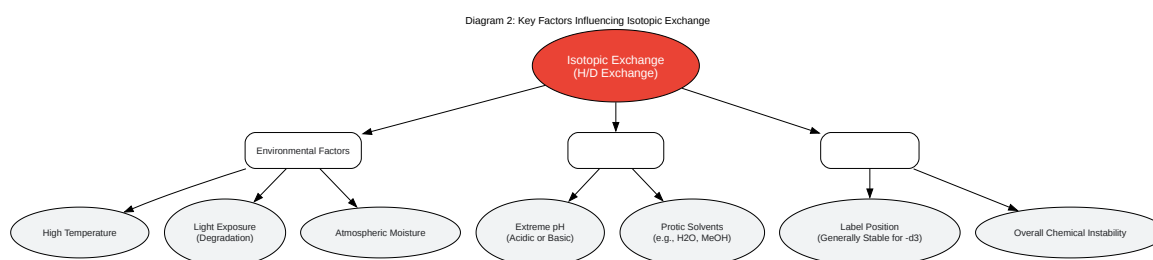 Diagram 2: Key Factors Influencing Isotopic Exchange
Isotopic Exchange
(H/D Exchange)
Environmental Factors
High Temperature
Light Exposure
(Degradation)
Atmospheric Moisture
Extreme pH
(Acidic or Basic)
Protic Solvents
(e.g., H2O, MeOH)
Label Position
(Generally Stable for -d3)
Overall Chemical Instability